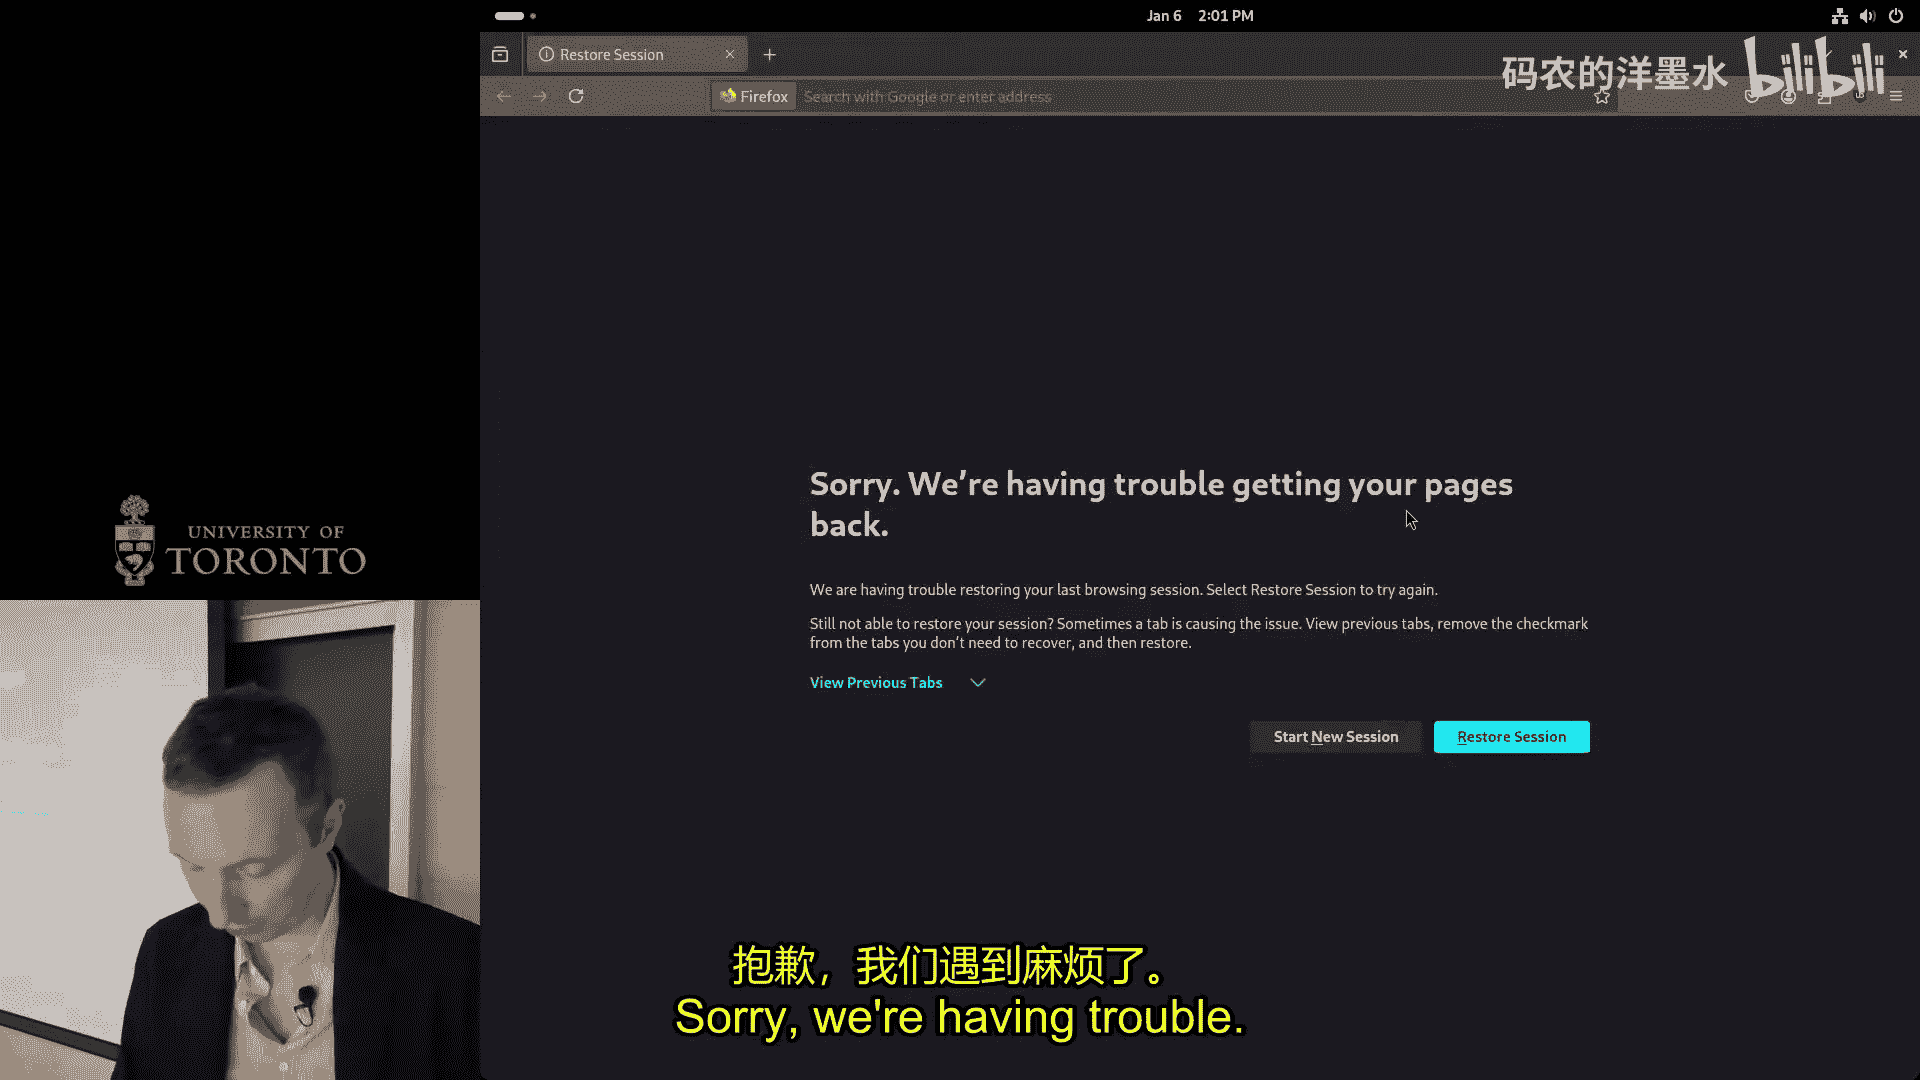 Jan 6 2:01 PM
Restore Session
码农的洋墨水 bilibili
Firefox Search with Google or enter address
Sorry. We're having trouble getting your pages
back.
We are having trouble restoring your last browsing session. Select Restore Session to try again.
Still not able to restore your session? Sometimes a tab is causing the issue. View previous tabs, remove the checkmark
from the tabs you don't need to recover, and then restore.
View Previous Tabs
Start New Session Restore Session
UNIVERSITY OF
TORONTO
抱歉，我们遇到麻烦了。
Sorry, we're having trouble.